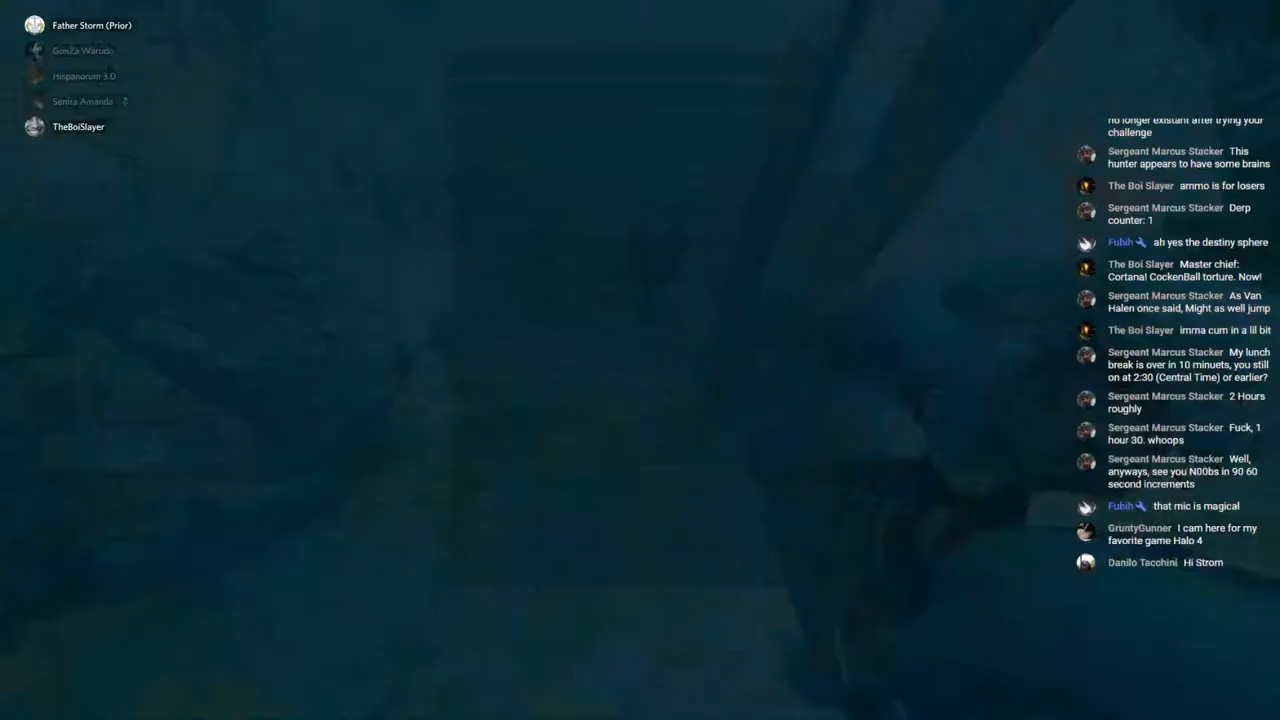 Father Storm (Prior)
GonZa Warudo
Hispanorum 3.0
Semra Amanda
TheBoiSlayer
no longer existant after trying your
challenge
Sergeant Marcus Stacker This
hunter appears to have some brains
The Boi Slayer ammo is for losers
Sergeant Marcus Stacker Derp
counter: 1
Fubih ah yes the destiny sphere
The Boi Slayer Master chief:
Cortana! CockenBall torture. Now!
Sergeant Marcus Stacker As Van
Halen once said, Might as well jump
The Boi Slayer imma cum in a lil bit
Sergeant Marcus Stacker My lunch
break is over in 10 minuets, you still
on at 2:30 (Central Time) or earlier?
Sergeant Marcus Stacker 2 Hours
roughly
Sergeant Marcus Stacker Fuck, 1
hour 30. whoops
Sergeant Marcus Stacker Well,
anyways, see you N00bs in 90 60
second increments
Fubih that mic is magical
GruntyGunner I cam here for my
favorite game Halo 4
Danilo Tacchini Hi Strom